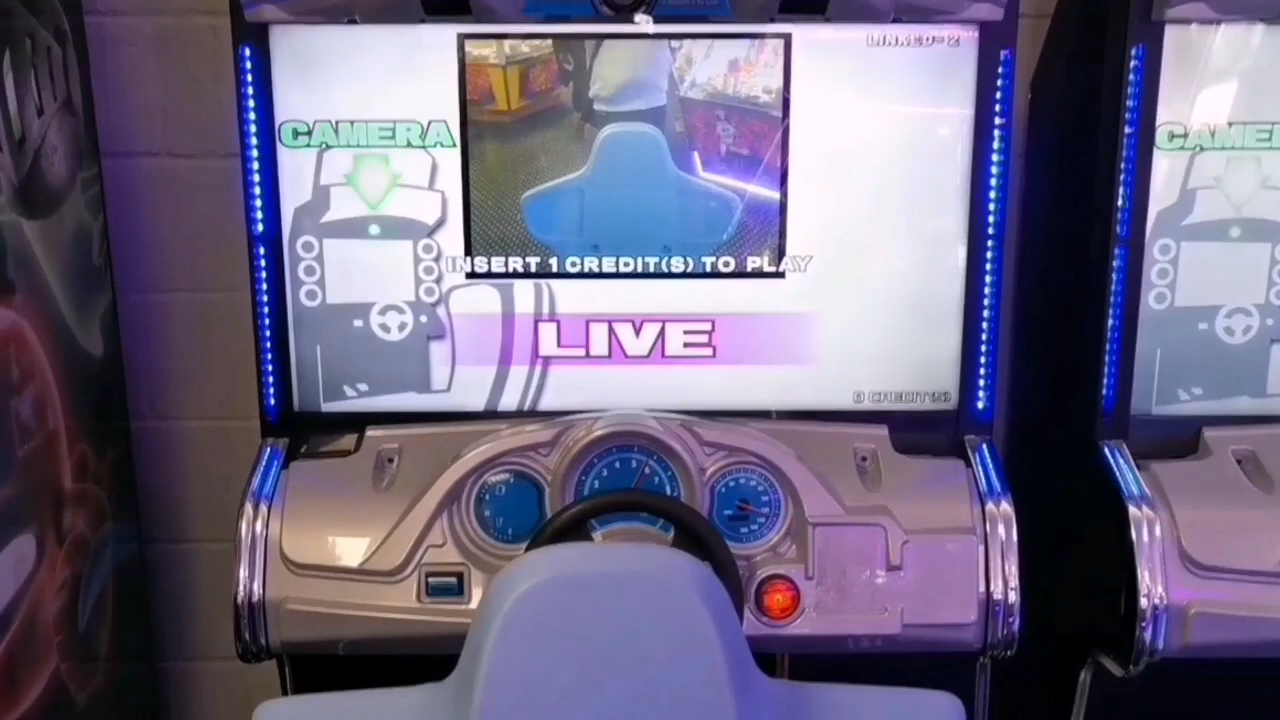 LINKED=2
CAMERA
INSERT 1 CREDIT(S) TO PLAY
LIVE
0 CREDIT(S)